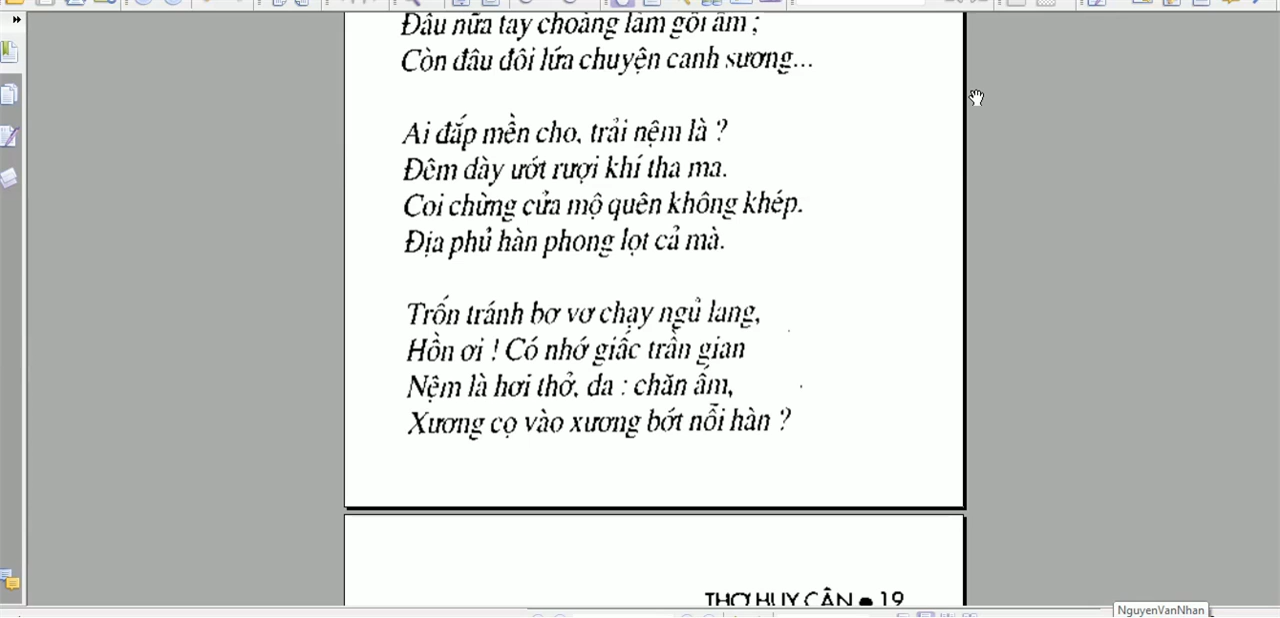 Đâu nữa tay choàng làm gối ấm ;
Còn đâu đôi lứa chuyện canh sương...
Ai đắp mền cho, trải nệm là ?
Đêm dày ướt rượi khí tha ma.
Coi chừng cửa mộ quên không khép.
Địa phủ hàn phong lọt cả mà.
Trốn tránh bơ vơ chạy ngủ lang,
Hồn ơi ! Có nhớ giấc trần gian
Nệm là hơi thở, da : chăn ấm,
Xương cọ vào xương bớt nỗi hàn ?
THƠ HUY CẬN ● 19
NguyenVanNhan